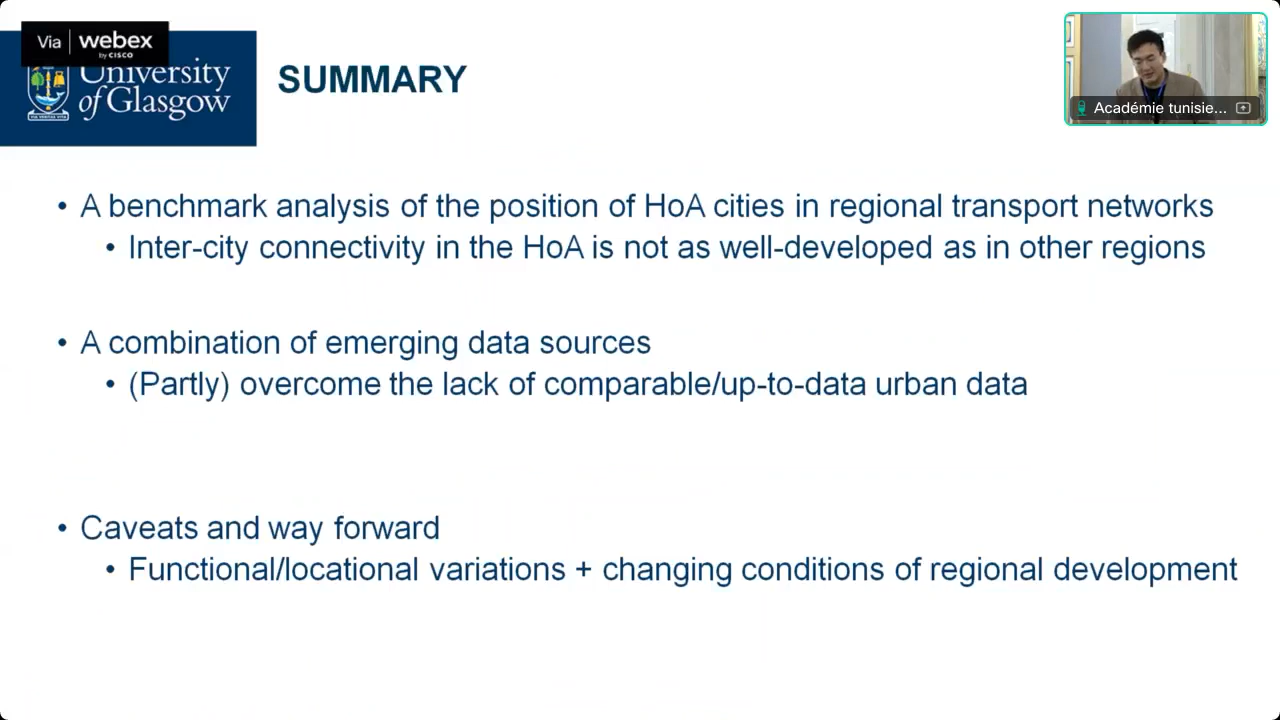 Via webex
by CISCO
University
of Glasgow
VIA VERITAS VITA
SUMMARY
Académie tunisie...
• A benchmark analysis of the position of HoA cities in regional transport networks
• Inter-city connectivity in the HoA is not as well-developed as in other regions
• A combination of emerging data sources
• (Partly) overcome the lack of comparable/up-to-data urban data
• Caveats and way forward
• Functional/locational variations + changing conditions of regional development